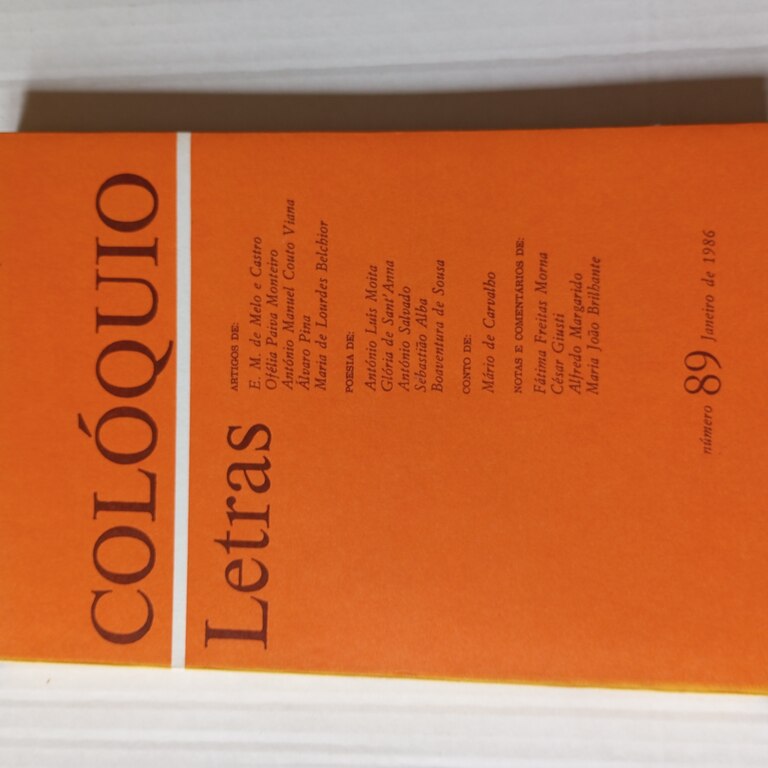 COLÓQUIO
Letras
ARTIGOS DE:
E. M. de Melo e Castro
Ofélia Paiva Monteiro
António Manuel Couto Viana
Álvaro Pina
Maria de Lourdes Belchior
POESIA DE:
António Luís Moita
Glória de Sant'Anna
António Salvado
Sebastião Alba
Boaventura de Sousa
CONTO DE:
Mário de Carvalho
NOTAS E COMENTÁRIOS DE:
Fátima Freitas Morna
César Giusti
Alfredo Margarido
Maria João Brilhante
número 89 Janeiro de 1986